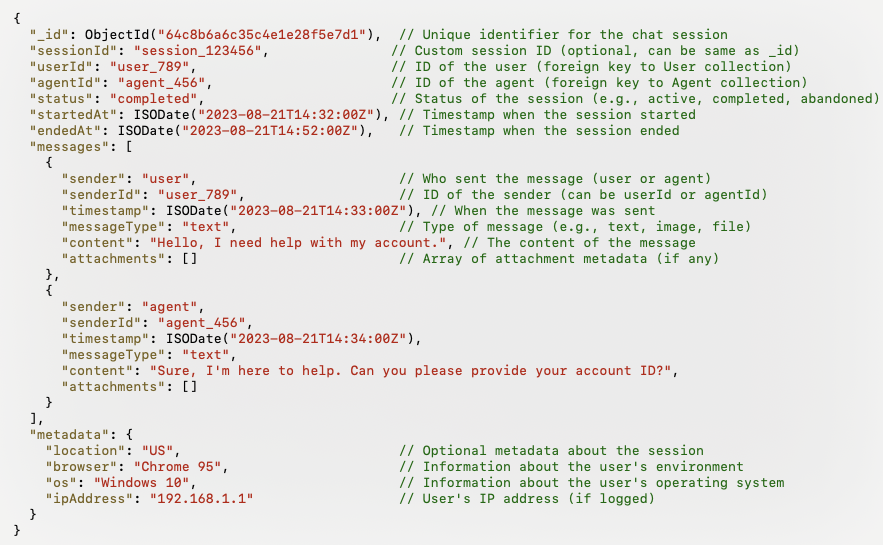 {
  "_id": ObjectId("64c8b6a6c35c4e1e28f5e7d1"),  // Unique identifier for the chat session
  "sessionId": "session_123456",               // Custom session ID (optional, can be same as _id)
  "userId": "user_789",                        // ID of the user (foreign key to User collection)
  "agentId": "agent_456",                      // ID of the agent (foreign key to Agent collection)
  "status": "completed",                       // Status of the session (e.g., active, completed, abandoned)
  "startedAt": ISODate("2023-08-21T14:32:00Z"), // Timestamp when the session started
  "endedAt": ISODate("2023-08-21T14:52:00Z"),   // Timestamp when the session ended
  "messages": [
    {
      "sender": "user",                         // Who sent the message (user or agent)
      "senderId": "user_789",                   // ID of the sender (can be userId or agentId)
      "timestamp": ISODate("2023-08-21T14:33:00Z"), // When the message was sent
      "messageType": "text",                    // Type of message (e.g., text, image, file)
      "content": "Hello, I need help with my account.", // The content of the message
      "attachments": []                         // Array of attachment metadata (if any)
    },
    {
      "sender": "agent",
      "senderId": "agent_456",
      "timestamp": ISODate("2023-08-21T14:34:00Z"),
      "messageType": "text",
      "content": "Sure, I'm here to help. Can you please provide your account ID?",
      "attachments": []
    }
  ],
  "metadata": {
    "location": "US",                           // Optional metadata about the session
    "browser": "Chrome 95",                     // Information about the user's environment
    "os": "Windows 10",                         // Information about the user's operating system
    "ipAddress": "192.168.1.1"                  // User's IP address (if logged)
  }
}